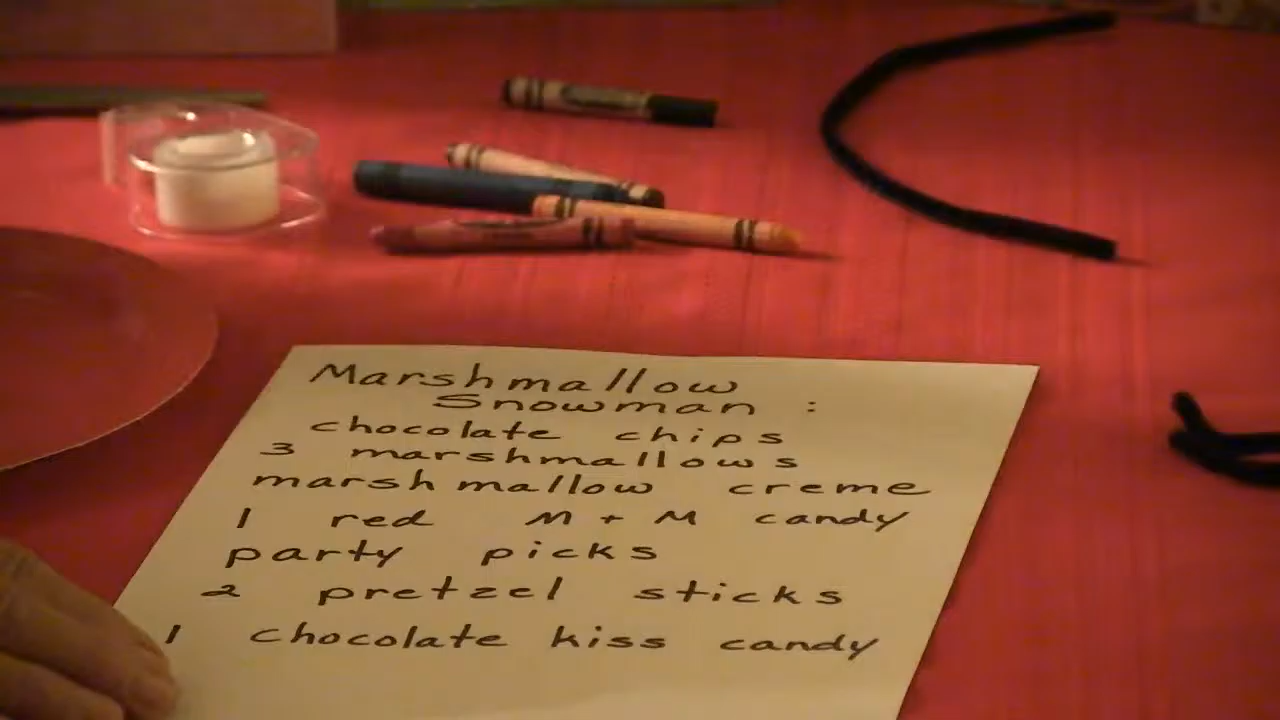 Marshmallow
Snowman :
chocolate chips
3 marshmallows
marshmallow creme
1 red M + M candy
party picks
2 pretzel sticks
1 chocolate kiss candy